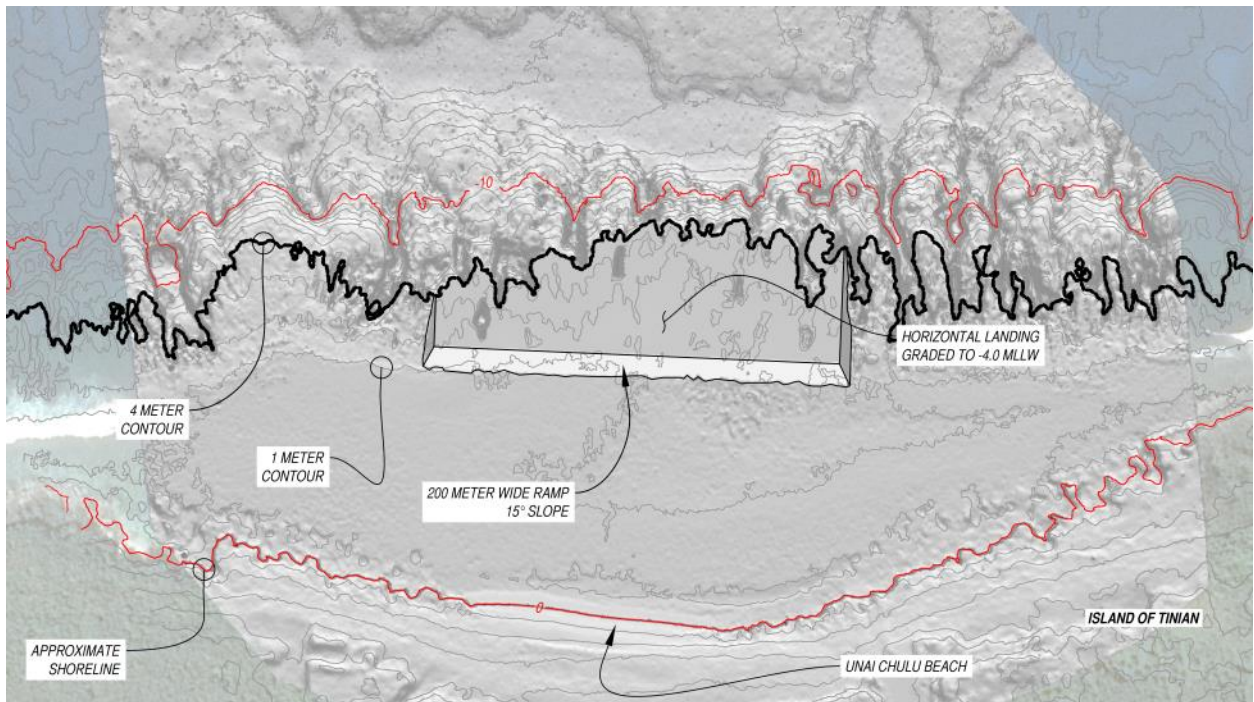 -10
HORIZONTAL LANDING
GRADED TO -4.0 MLLW
4 METER
CONTOUR
1 METER
CONTOUR
200 METER WIDE RAMP
15° SLOPE
0
ISLAND OF TINIAN
APPROXIMATE
SHORELINE
UNAI CHULU BEACH